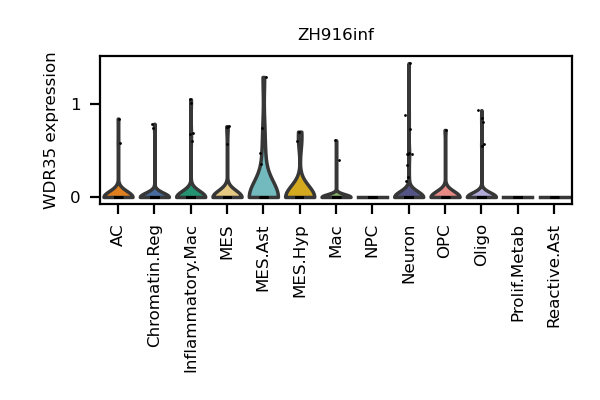 ZH916inf
WDR35 expression
1
0
AC
Chromatin.Reg
Inflammatory.Mac
MES
MES.Ast
MES.Hyp
Mac
NPC
Neuron
OPC
Oligo
Prolif.Metab
Reactive.Ast